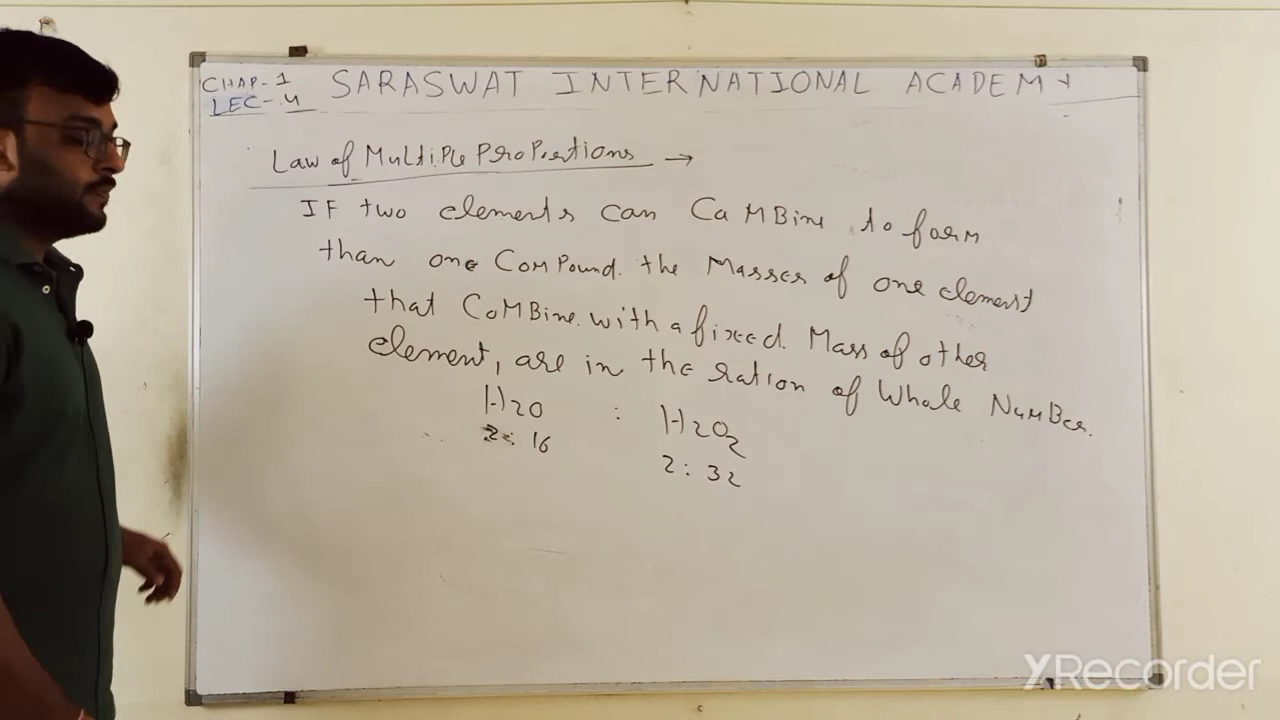 CHAP-1
LEC-4
SARASWAT INTERNATIONAL ACADEMY
Law of Multiple Proportions →
IF two elements can CaMBine to form
than one ComPound. the Masses of one element
that CoMBine with a fixed Mass of other
element, are in the ration of Whole NumBer.
H2O : H2O2
2: 16
2: 32
XRecorder